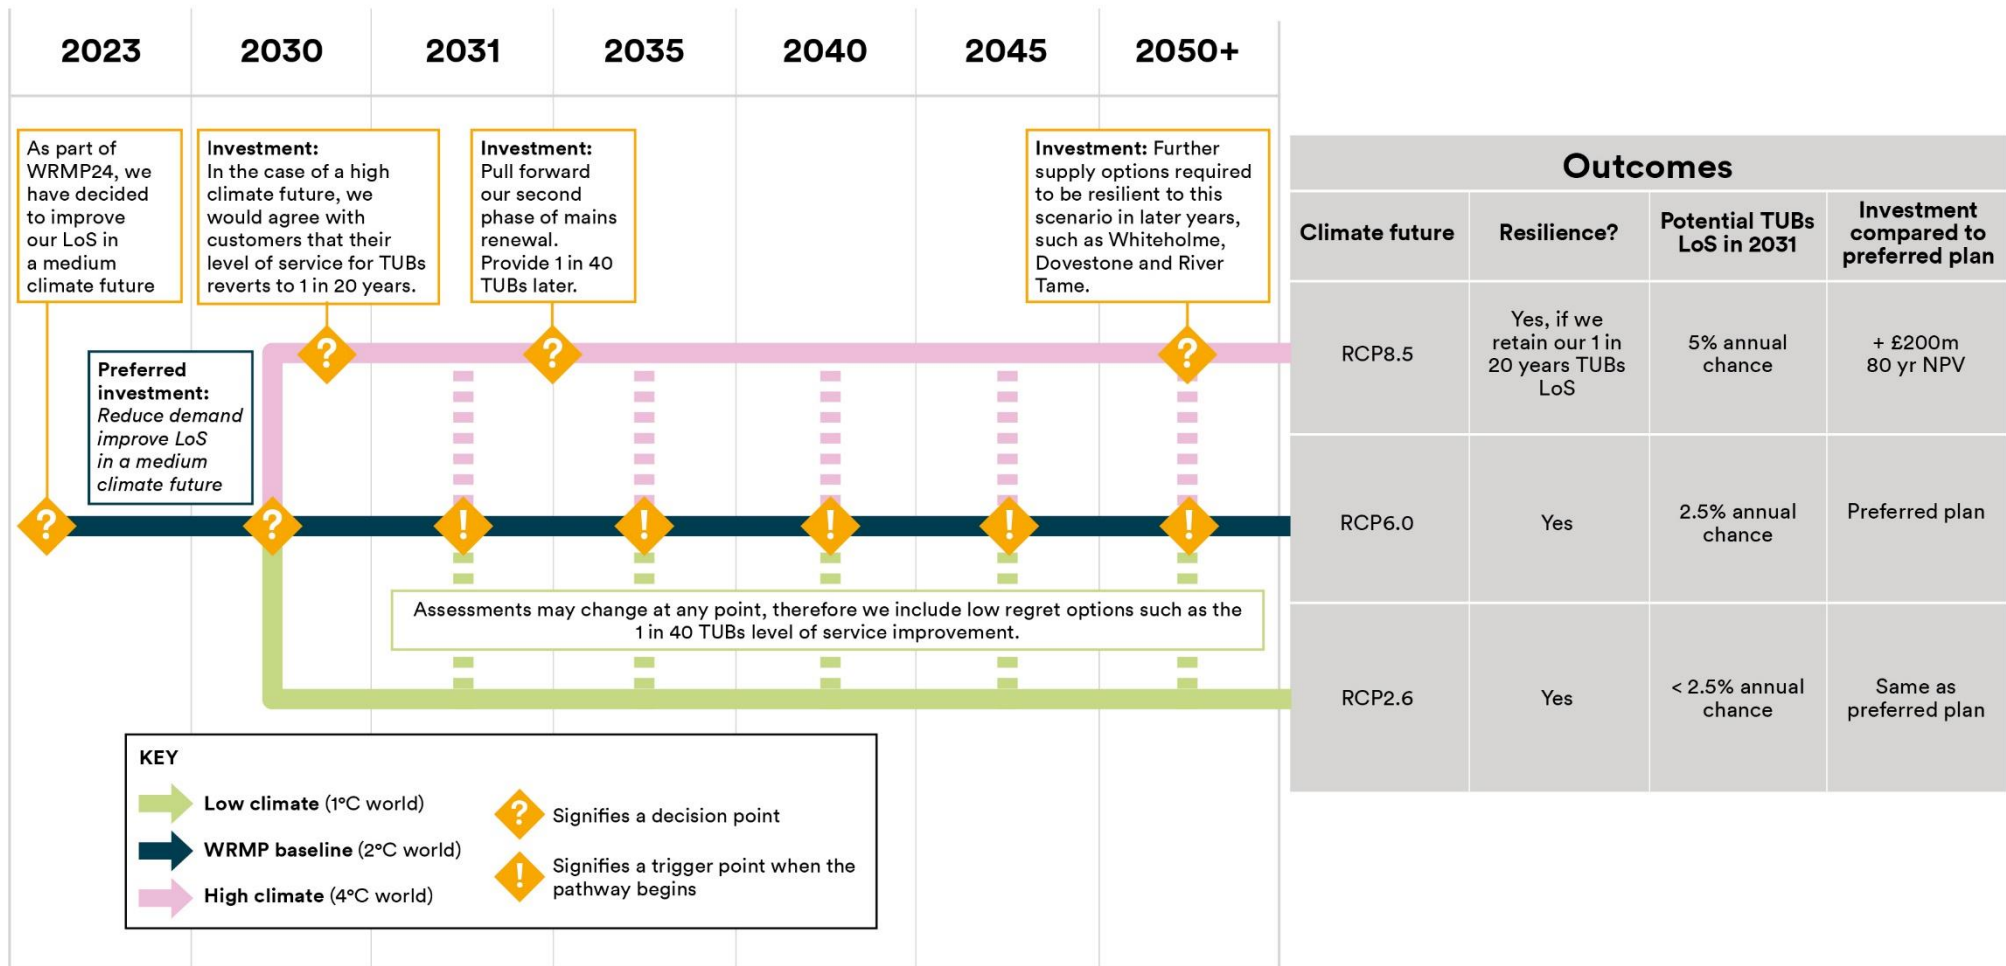 2023
2030
2031
2035
2040
2045
2050+
As part of
WRMP24, we
have decided
to improve
our LoS in
a medium
climate future
Investment:
In the case of a high
climate future, we
would agree with
customers that their
level of service for TUBs
reverts to 1 in 20 years.
Investment:
Pull forward
our second
phase of mains
renewal.
Provide 1 in 40
TUBs later.
Investment: Further
supply options required
to be resilient to this
scenario in later years,
such as Whiteholme,
Dovestone and River
Tame.
Preferred
investment:
Reduce demand
improve LoS
in a medium
climate future
?
?
?
?
?
!
!
!
!
!
Assessments may change at any point, therefore we include low regret options such as the
1 in 40 TUBs level of service improvement.
KEY
Low climate (1°C world)
WRMP baseline (2°C world)
High climate (4°C world)
?
Signifies a decision point
!
Signifies a trigger point when the
pathway begins
Outcomes
Climate future
Resilience?
Potential TUBs
LoS in 2031
Investment
compared to
preferred plan
RCP8.5
Yes, if we
retain our 1 in
20 years TUBs
LoS
5% annual
chance
+ £200m
80 yr NPV
RCP6.0
Yes
2.5% annual
chance
Preferred plan
RCP2.6
Yes
< 2.5% annual
chance
Same as
preferred plan